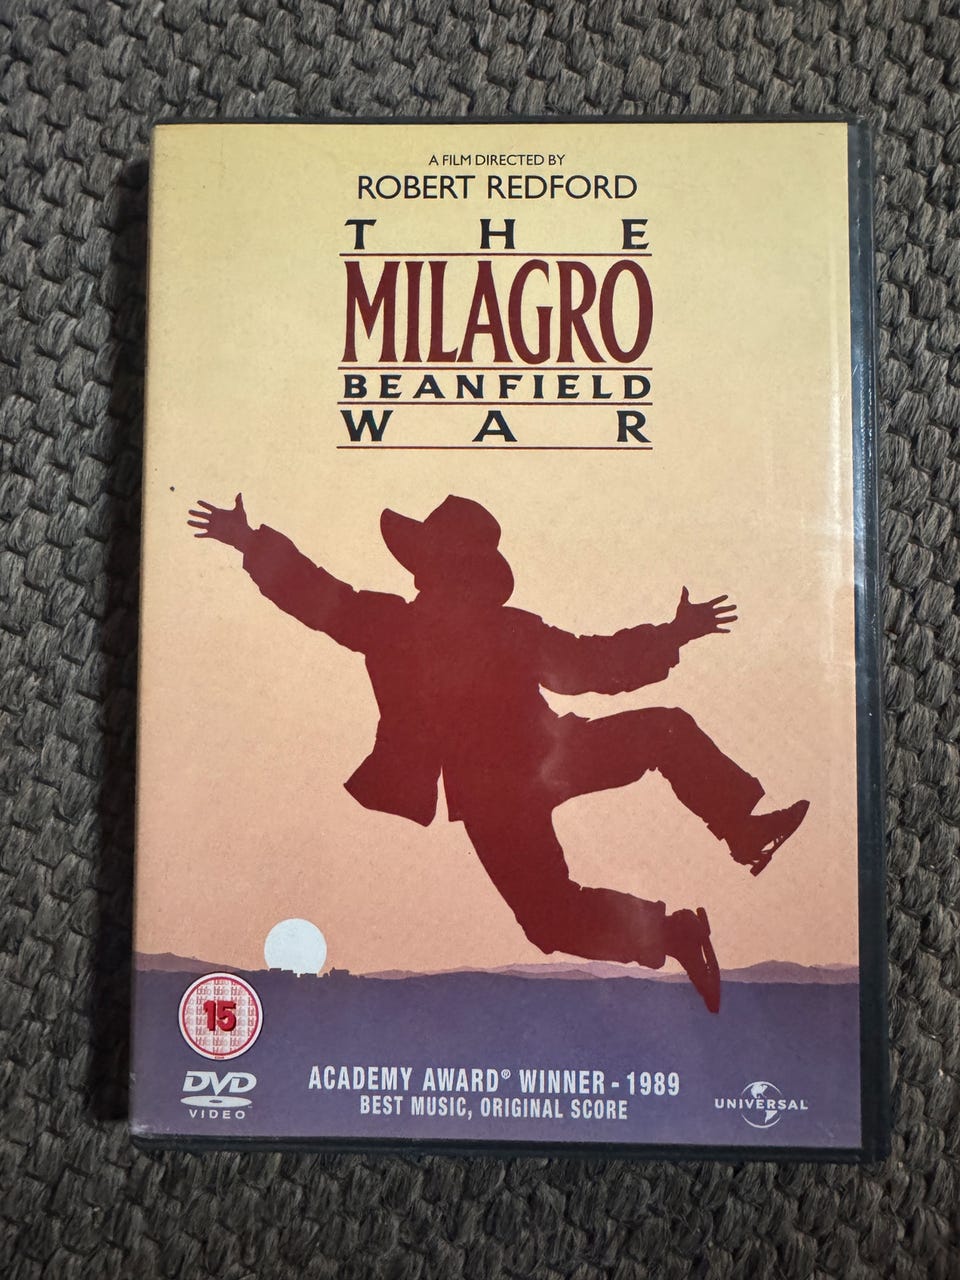 A FILM DIRECTED BY
ROBERT REDFORD
THE
MILAGRO
BEANFIELD
WAR
15
DVD
VIDEO
ACADEMY AWARD® WINNER - 1989
BEST MUSIC, ORIGINAL SCORE
UNIVERSAL